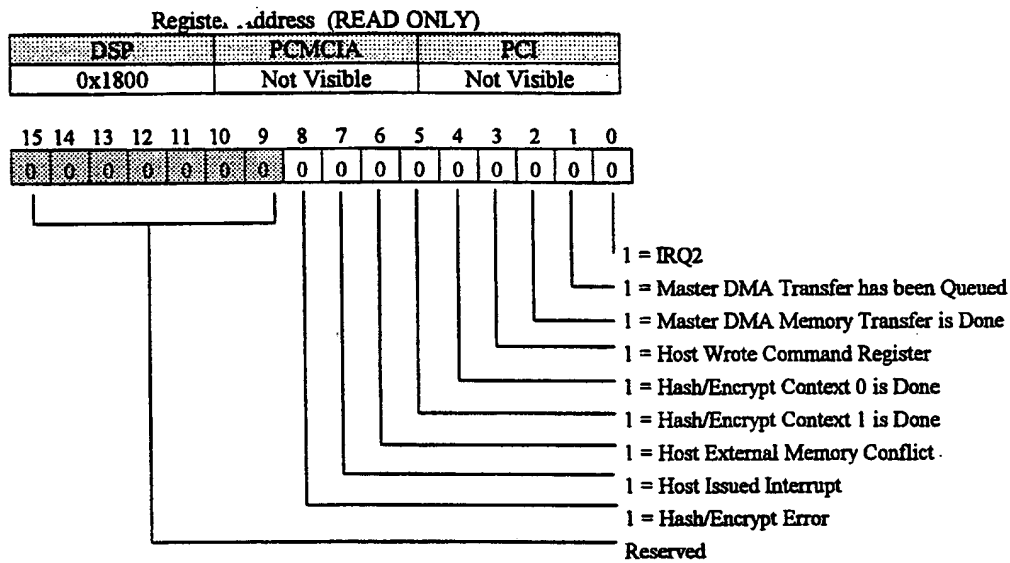 (READ ONLY)
DSP PCMCIA PCI
0x1800 Not Visible Not Visible
15 14 13 12 11 10 9 8 7 6 5 4 3 2 1 0
0 0 0 0 0 0 0 0 0 0 0 0 0 0 0 0
1 = IRQ2
1 = Master DMA Transfer has been Queued
1 = Master DMA Memory Transfer is Done
1 = Host Wrote Command Register
1 = Hash/Encrypt Context 0 is Done
1 = Hash/Encrypt Context 1 is Done
1 = Host External Memory Conflict
1 = Host Issued Interrupt
1 = Hash/Encrypt Error
Reserved